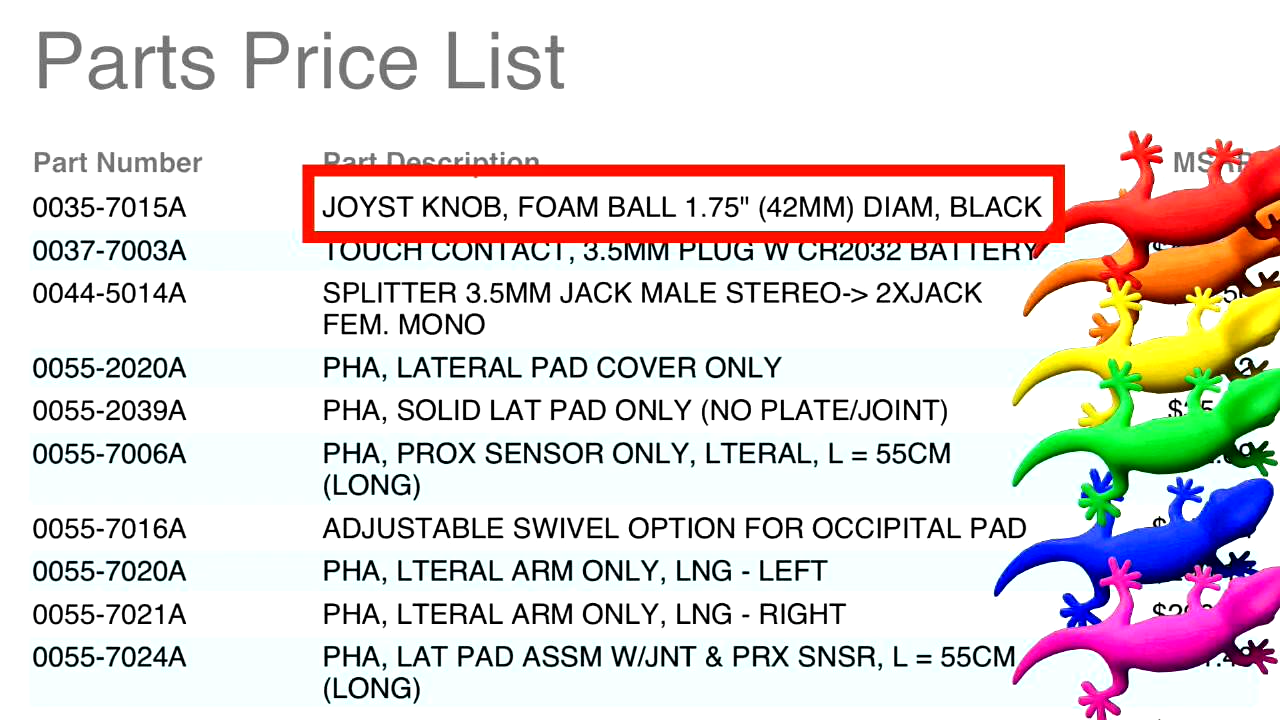 Parts Price List
Part Number Part Description
0035-7015A JOYST KNOB, FOAM BALL 1.75" (42MM) DIAM, BLACK
0037-7003A TOUCH CONTACT, 3.5MM PLUG W CR2032 BATTERY
0044-5014A SPLITTER 3.5MM JACK MALE STEREO-> 2XJACK
FEM. MONO
0055-2020A PHA, LATERAL PAD COVER ONLY
0055-2039A PHA, SOLID LAT PAD ONLY (NO PLATE/JOINT)
0055-7006A PHA, PROX SENSOR ONLY, LTERAL, L = 55CM
(LONG)
0055-7016A ADJUSTABLE SWIVEL OPTION FOR OCCIPITAL PAD
0055-7020A PHA, LTERAL ARM ONLY, LNG - LEFT
0055-7021A PHA, LTERAL ARM ONLY, LNG - RIGHT
0055-7024A PHA, LAT PAD ASSM W/JNT & PRX SNSR, L = 55CM
(LONG)